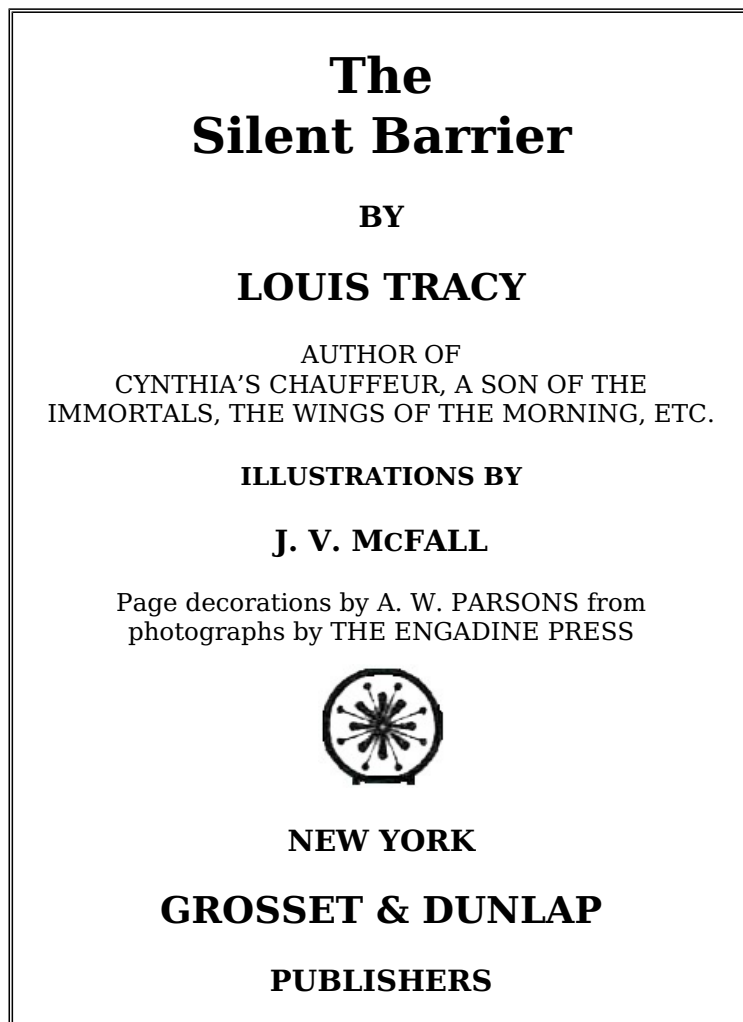 The
Silent Barrier
BY
LOUIS TRACY
AUTHOR OF
CYNTHIA’S CHAUFFEUR, A SON OF THE
IMMORTALS, THE WINGS OF THE MORNING, ETC.
ILLUSTRATIONS BY
J. V. MCFALL
Page decorations by A. W. PARSONS from
photographs by THE ENGADINE PRESS
NEW YORK
GROSSET & DUNLAP
PUBLISHERS